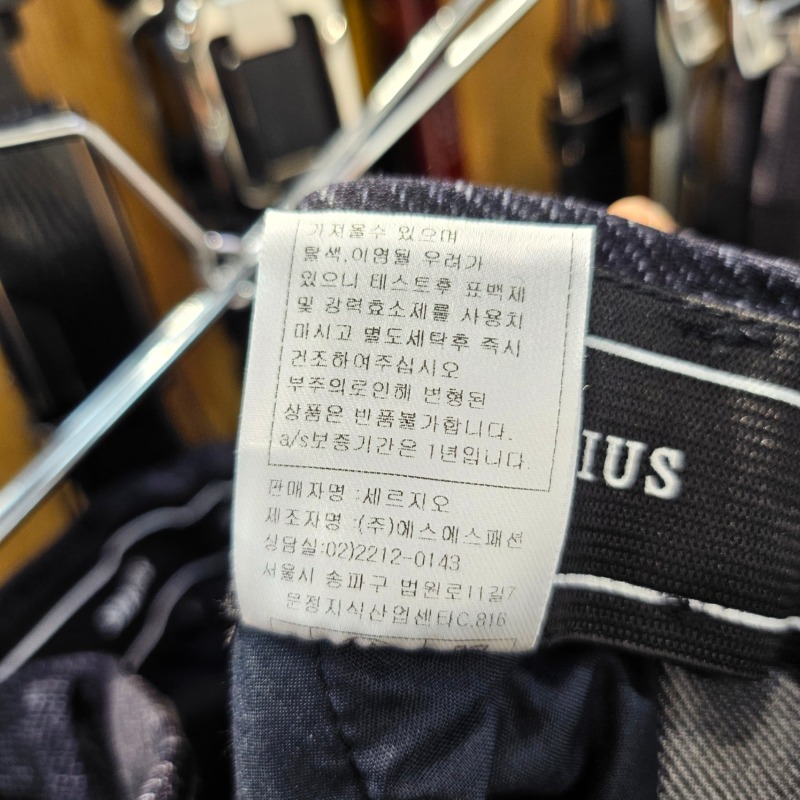 가져올수 있으며
탈색.이염될 우려가
있으니 테스트후 표백제
및 강력효소제를 사용치
마시고 별도세탁후 즉시
건조하여주십시오
부주의로인해 변형된
상품은 반품불가합니다.
a/s보증기간은 1년입니다.
판매자명 :세르지오
제조자명 :(주)에스에스패션
상담실:02)2212-0143
서울시 송파구 법원로11길7
문정지식산업센타C.816
IUS